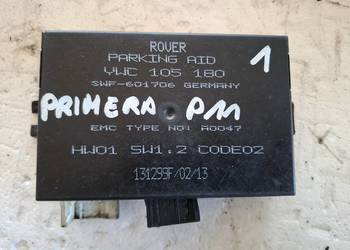 ROVER
PARKING AID
1
YWC 105 180
SWF-601706 GERMANY
PRIMERA P11
EMC TYPE NO: A0047
HW01 SW1.2 CODE02
131299F/02/13